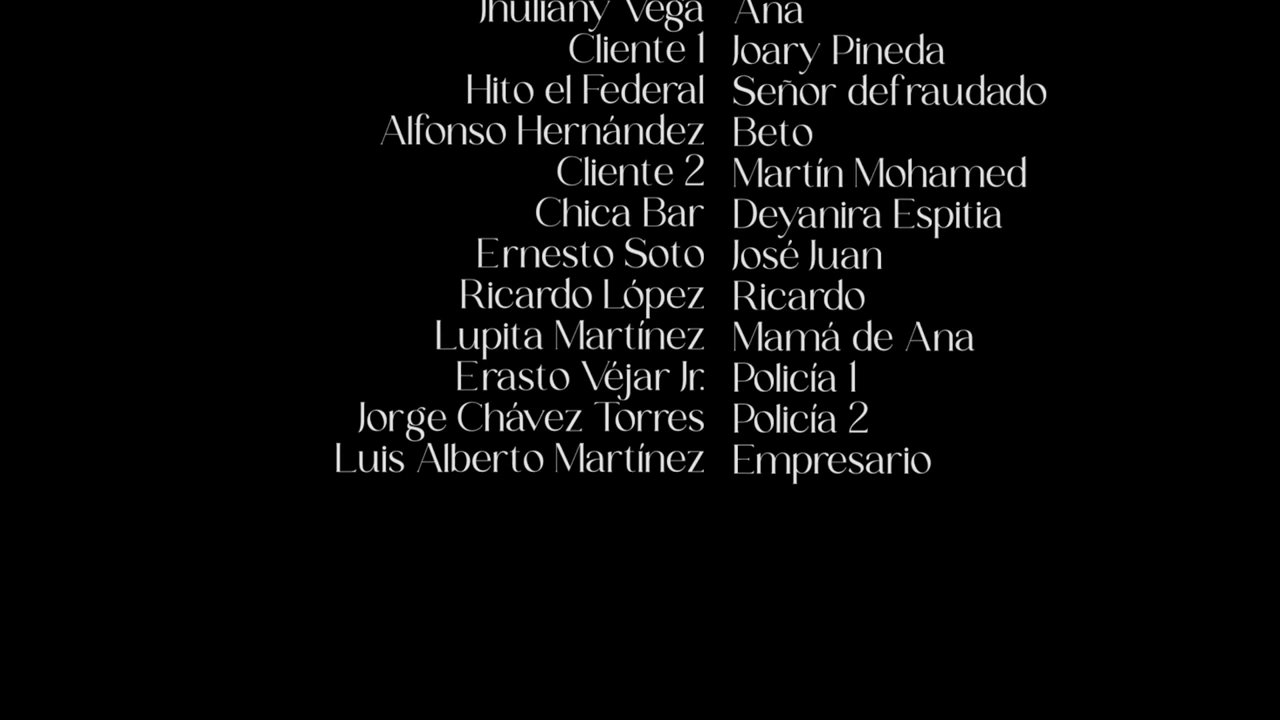 Jhuliany Vega Ana
Cliente 1 Joary Pineda
Hito el Federal Señor defraudado
Alfonso Hernández Beto
Cliente 2 Martín Mohamed
Chica Bar Deyanira Espitia
Ernesto Soto José Juan
Ricardo López Ricardo
Lupita Martínez Mamá de Ana
Erasto Véjar Jr. Policía 1
Jorge Chávez Torres Policía 2
Luis Alberto Martínez Empresario